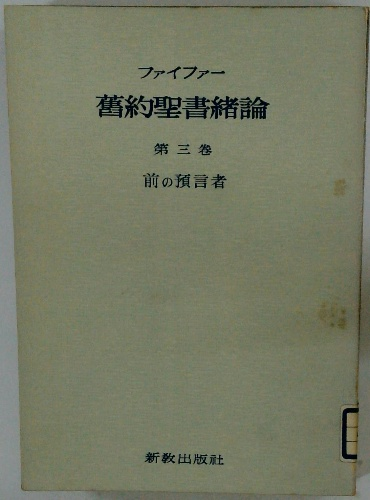 ファイファー
舊約聖書緒論
第三卷
前の預言者
新教出版社